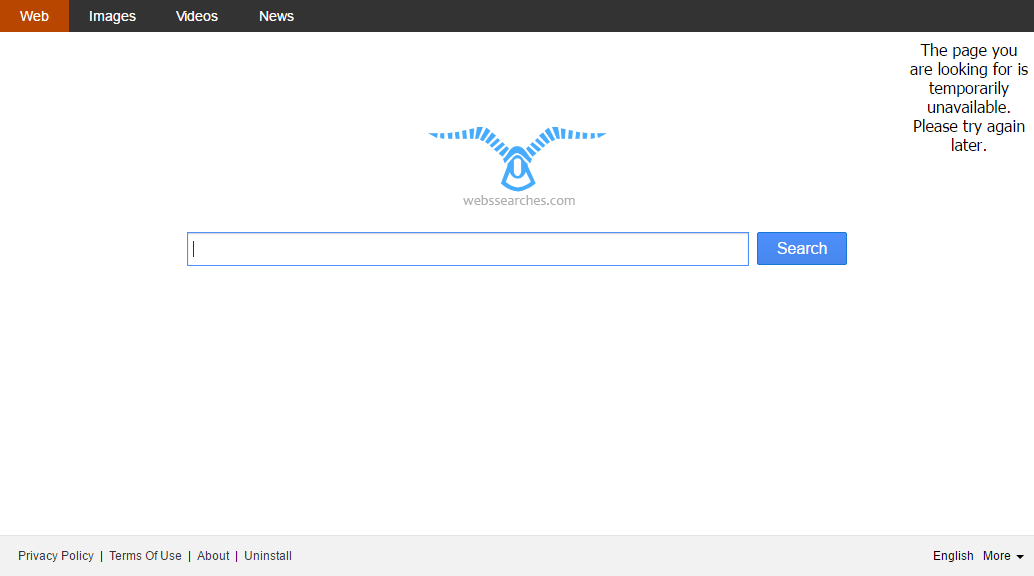 Web Images Videos News
The page you
are looking for is
temporarily
unavailable.
Please try again
later.
webssearches.com
Search
Privacy Policy | Terms Of Use | About | Uninstall
English More